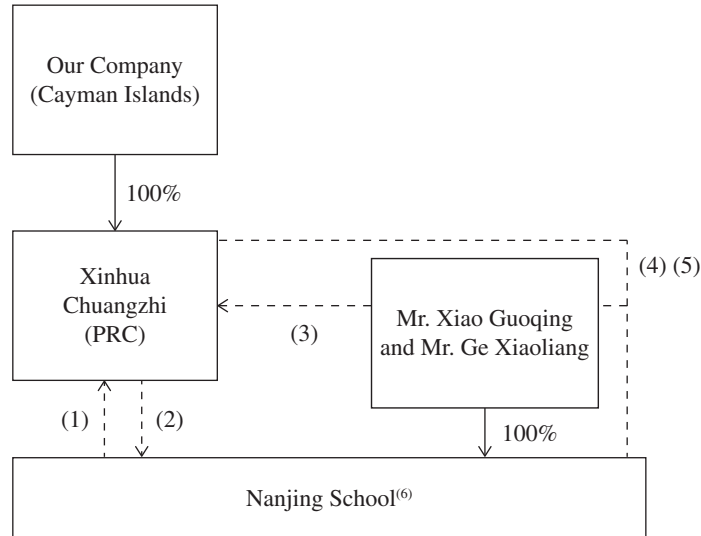 Our Company
(Cayman Islands)
100%
Xinhua
Chuangzhi
(PRC)
(4) (5)
(3)
Mr. Xiao Guoqing
and Mr. Ge Xiaoliang
(1)
(2)
100%
Nanjing School(6)